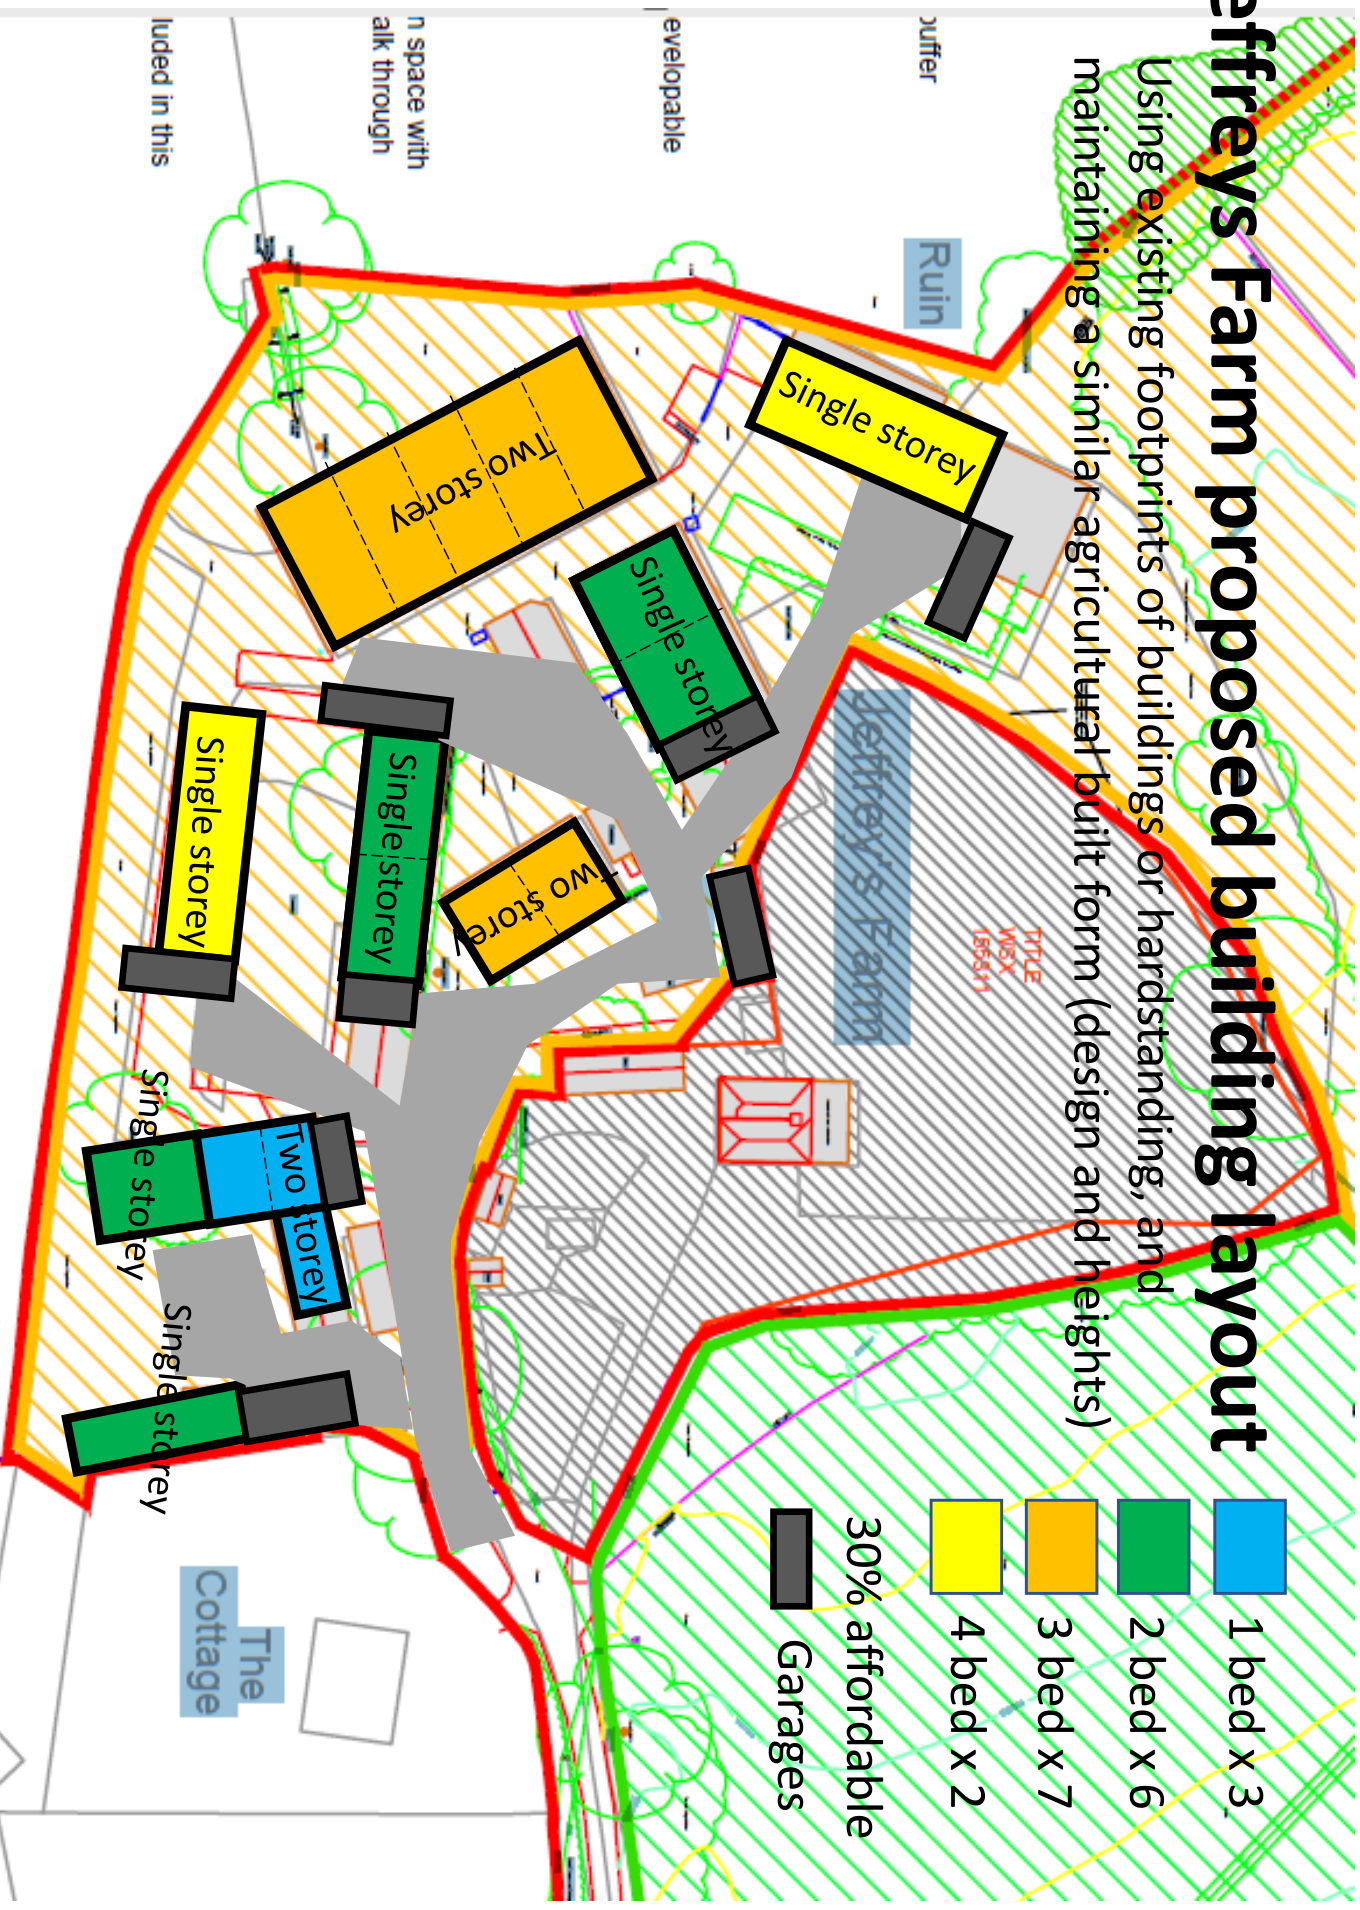 effreys Farm proposed building layout
Using existing footprints of buildings or hardstanding, and
maintaining a similar agricultural built form (design and heights)
buffer
evelopable
n space with
alk through
luded in this
Ruin
Jeffrey's Farm
TITLE
WSX
155811
Single storey
Two storey
Single storey
Single storey
Single storey
Two storey
Single storey
Two storey
Single storey
The
Cottage
1 bed x 3
2 bed x 6
3 bed x 7
4 bed x 2
30% affordable
Garages